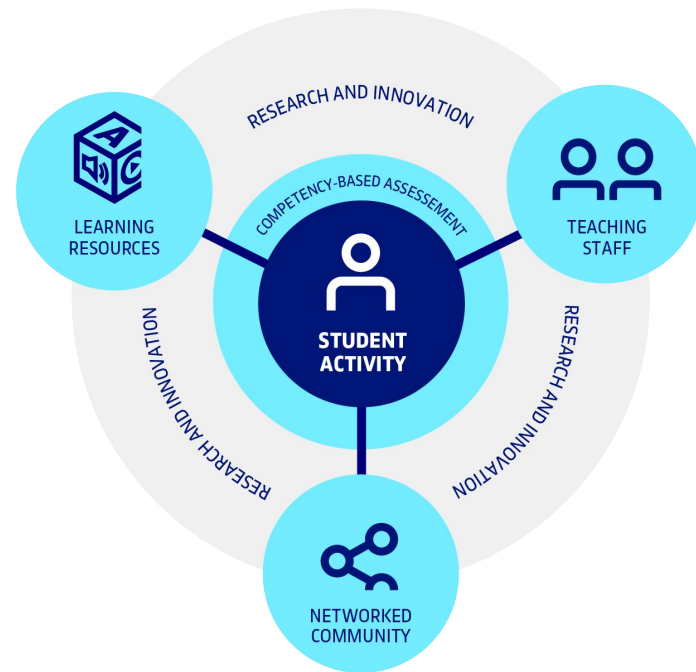 RESEARCH AND INNOVATION
COMPETENCY-BASED ASSESSEMENT
A
LEARNING
RESOURCES
TEACHING
STAFF
STUDENT
ACTIVITY
RESEARCH AND INNOVATION
RESEARCH AND INNOVATION
NETWORKED
COMMUNITY